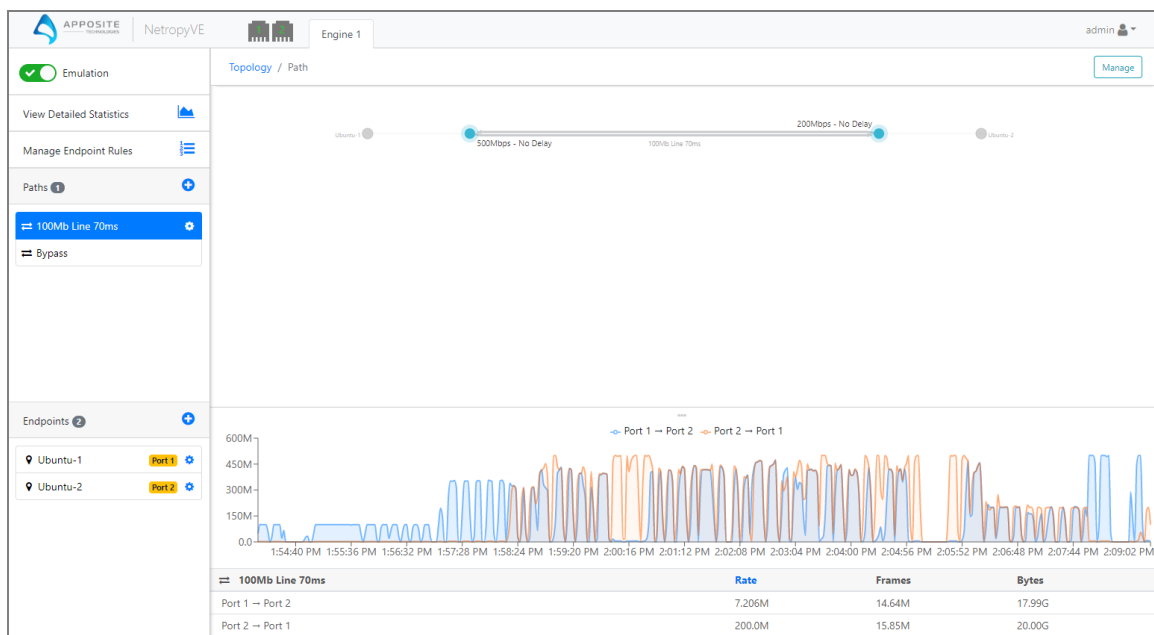 APPOSITE
TECHNOLOGIES
NetropyVE
Engine 1
admin
Emulation
Topology / Path
Manage
View Detailed Statistics
Manage Endpoint Rules
Paths 1
100Mb Line 70ms
Bypass
Ubuntu-1
200Mbps - No Delay
500Mbps - No Delay
100Mb Line 70ms
Ubuntu-2
Endpoints 2
Ubuntu-1 Port 1
Ubuntu-2 Port 2
Port 1 → Port 2 Port 2 → Port 1
600M
450M
300M
150M
0.0
1:54:40 PM 1:55:36 PM 1:56:32 PM 1:57:28 PM 1:58:24 PM 1:59:20 PM 2:00:16 PM 2:01:12 PM 2:02:08 PM 2:03:04 PM 2:04:00 PM 2:04:56 PM 2:05:52 PM 2:06:48 PM 2:07:44 PM 2:09:02 PM
100Mb Line 70ms Rate Frames Bytes
Port 1 → Port 2 7.206M 14.64M 17.99G
Port 2 → Port 1 200.0M 15.85M 20.00G